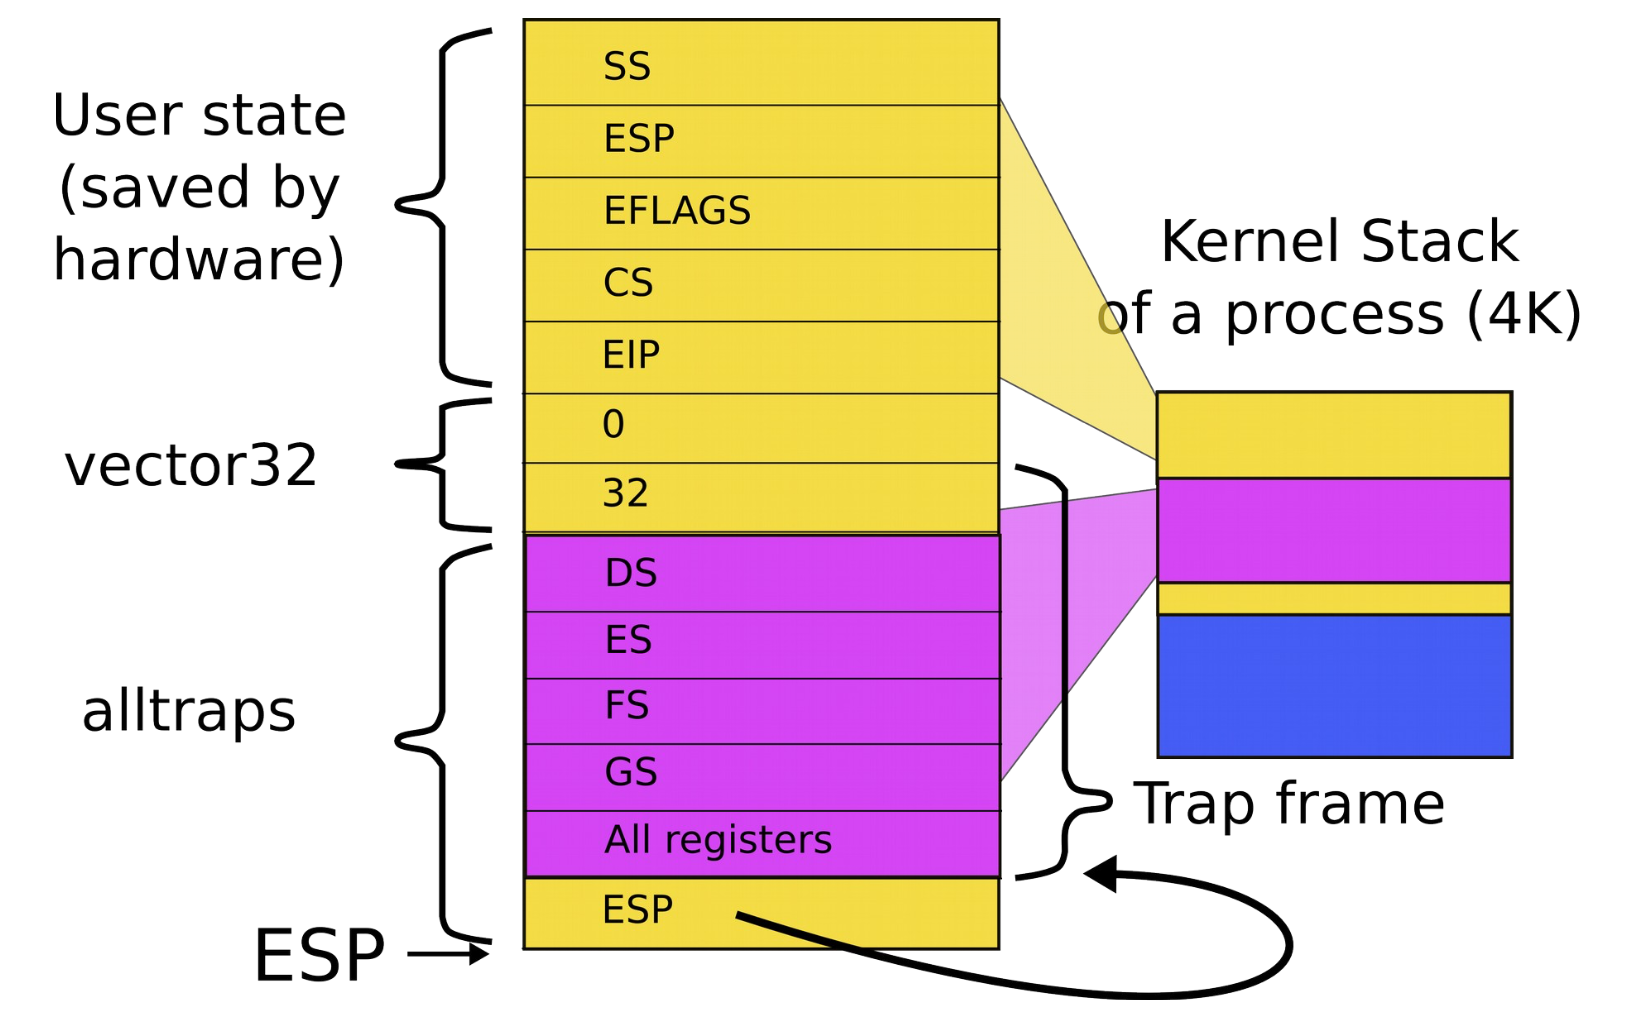 User state
(saved by
hardware)
vector32
alltraps
ESP
SS
ESP
EFLAGS
CS
EIP
0
32
DS
ES
FS
GS
All registers
ESP
Kernel Stack
of a process (4K)
Trap frame